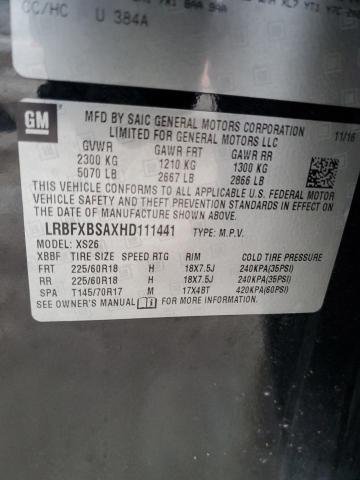 CC/HC U 384A
GM
MFD BY SAIC GENERAL MOTORS CORPORATION
LIMITED FOR GENERAL MOTORS LLC
11/16
GVWR GAWR FRT GAWR RR
2300 KG 1210 KG 1300 KG
5070 LB 2667 LB 2866 LB
THIS VEHICLE CONFORMS TO ALL APPLICABLE U.S. FEDERAL MOTOR
VEHICLE SAFETY AND THEFT PREVENTION STANDARDS IN EFFECT ON
THE DATE OF MANUFACTURE SHOWN ABOVE.
LRBFXBSAXHD111441 TYPE: M.P.V.
MODEL: XS26
XBBF TIRE SIZE SPEED RTG RIM COLD TIRE PRESSURE
FRT 225/60R18 H 18X7.5J 240KPA(35PSI)
RR 225/60R18 H 18X7.5J 240KPA(35PSI)
SPA T145/70R17 M 17X4BT 420KPA(60PSI)
SEE OWNER'S MANUAL FOR MORE INFORMATION.